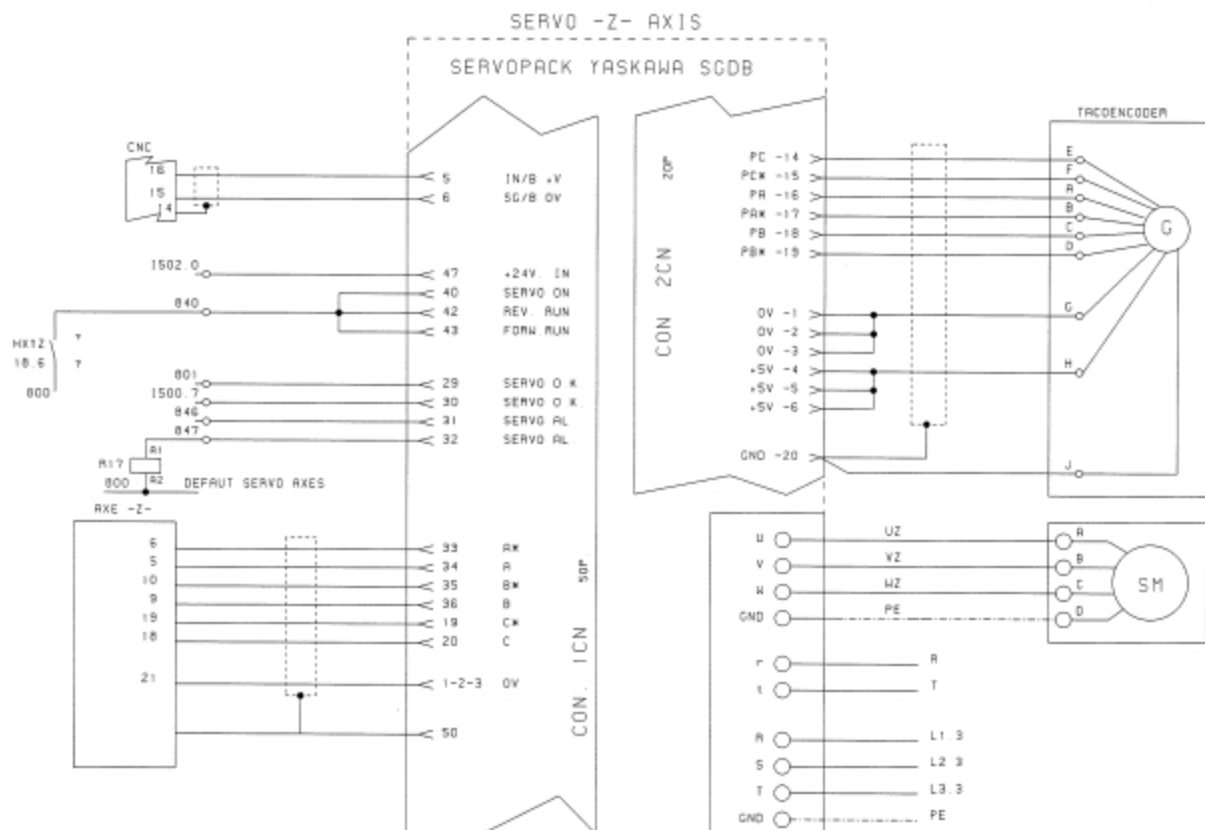 SERVO -Z- AXIS
SERVOPACK YASKAWA SGDB
CNC
16
15
14
5 IN/B +V
6 SG/B 0V
I502.0
47 +24V. IN
40 SERVO ON
840
42 REV. RUN
43 FORW.RUN
HX12 ?
18.6 ?
800
801
29 SERVO O K
I500.7
30 SERVO O K.
846
31 SERVO AL.
847
32 SERVO AL.
R17
A1
A2
800 DEFAUT SERVO AXES
AXE -Z-
6 33 A*
5 34 A
10 35 B*
9 36 B
19 19 C*
18 20 C
21 1-2-3 0V
50
CON. 1CN 50P
CON 2CN 20P
TACOENCODER
PC -14 E
PC* -15 F
PA -16 A
PA* -17 B
PB -18 C
PB* -19 D
G
0V -1 G
0V -2
0V -3
+5V -4 H
+5V -5
+5V -6
GND -20 J
U UZ A
V VZ B
W WZ C
GND PE D
SM
r R
t T
R L1.3
S L2 3
T L3.3
GND PE